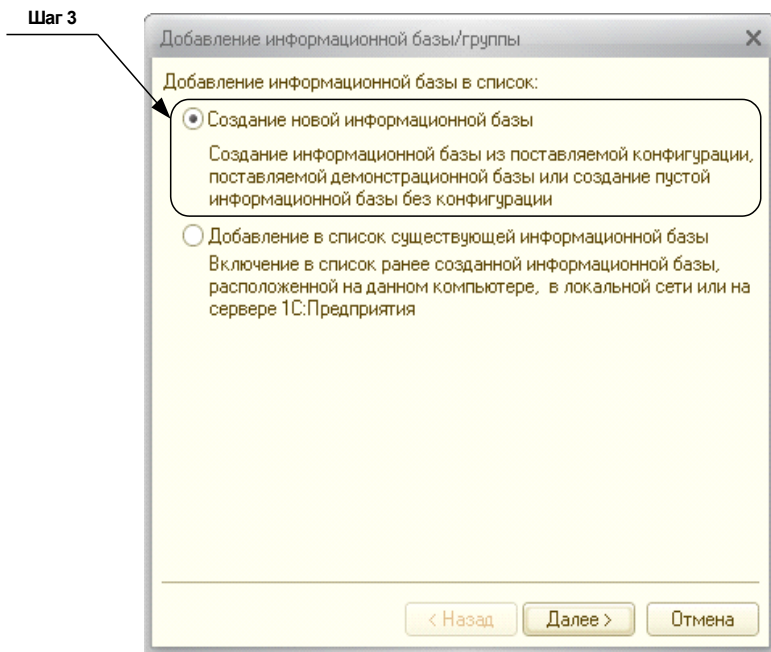 Шаг 3
Добавление информационной базы/группы
Добавление информационной базы в список:
Создание новой информационной базы
Создание информационной базы из поставляемой конфигурации,
поставляемой демонстрационной базы или создание пустой
информационной базы без конфигурации
Добавление в список существующей информационной базы
Включение в список ранее созданной информационной базы,
расположенной на данном компьютере, в локальной сети или на
сервере 1С:Предприятия
< Назад Далее > Отмена